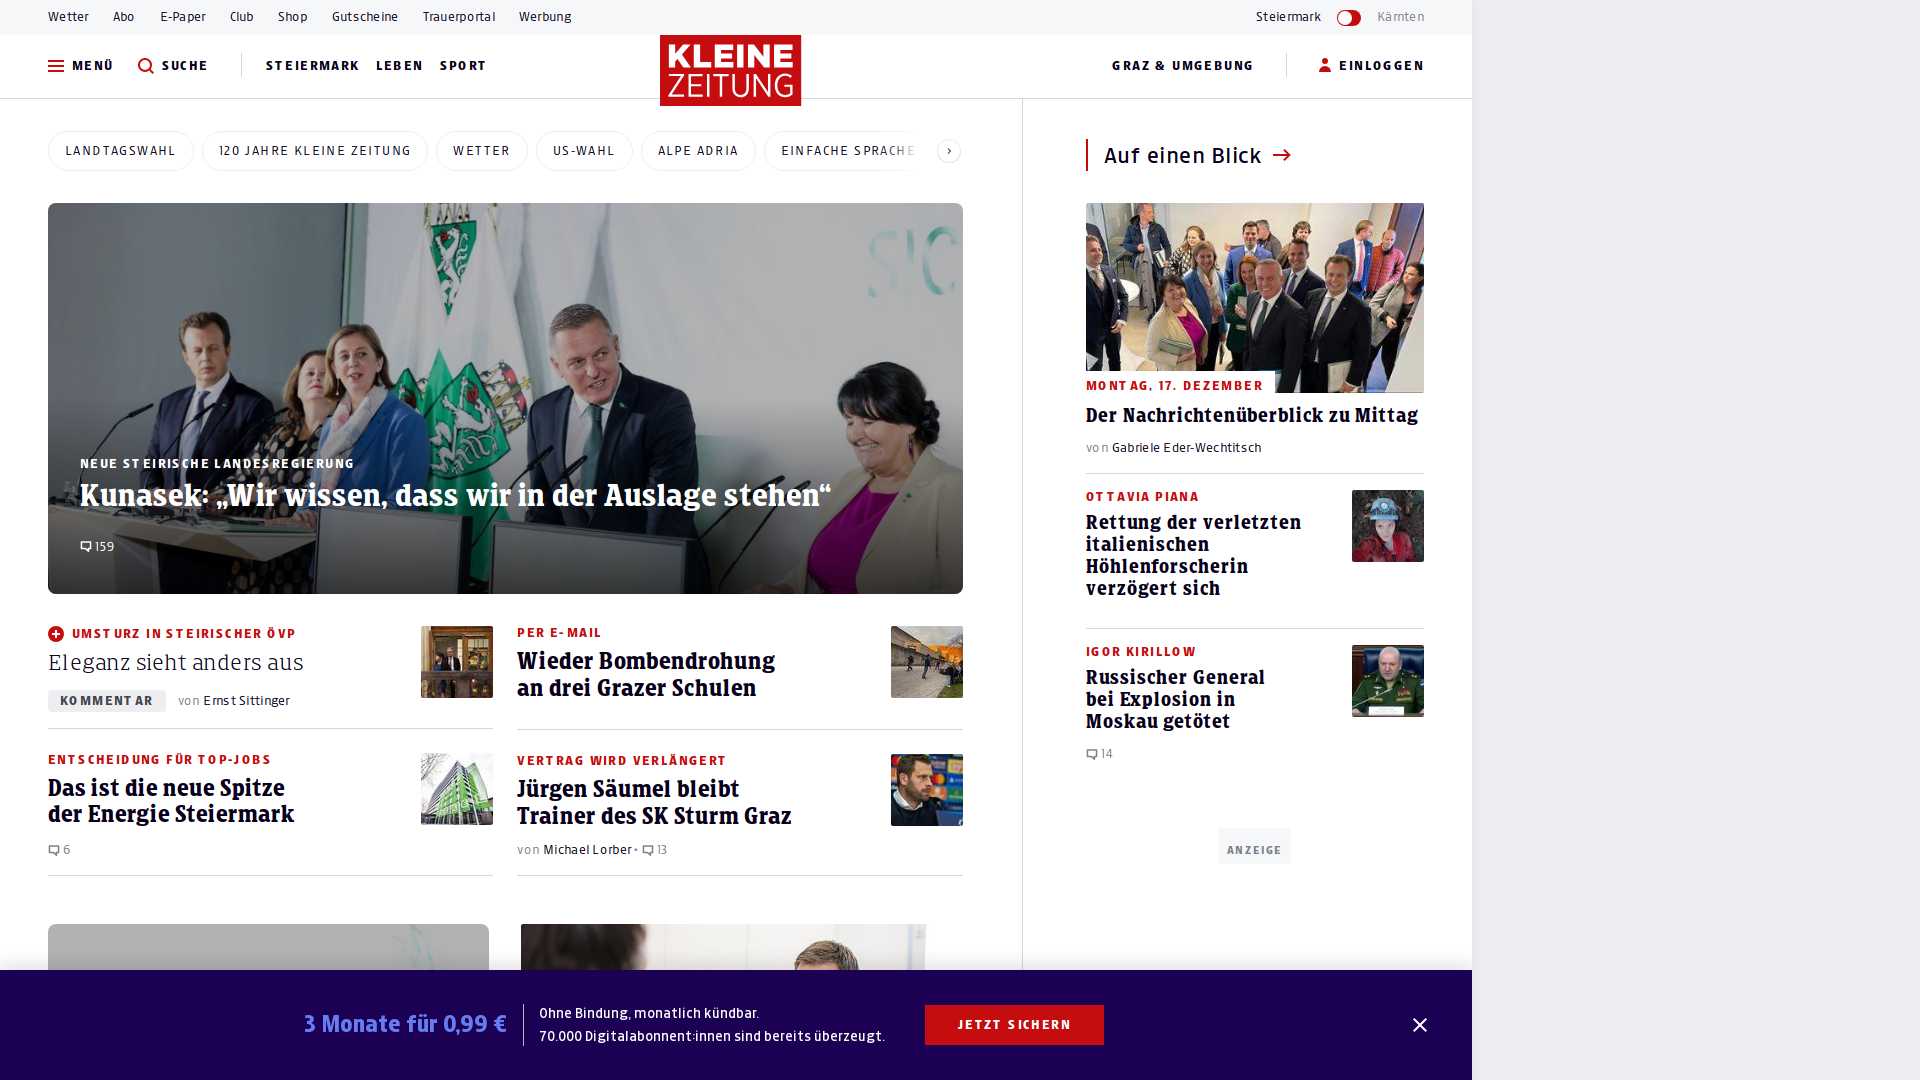 Wetter Abo E-Paper Club Shop Gutscheine Trauerportal Werbung Steiermark Kärnten
MENÜ SUCHE STEIERMARK LEBEN SPORT KLEINE ZEITUNG GRAZ & UMGEBUNG EINLOGGEN
LANDTAGSWAHL 120 JAHRE KLEINE ZEITUNG WETTER US-WAHL ALPE ADRIA EINFACHE SPRACHE
NEUE STEIRISCHE LANDESREGIERUNG
Kunasek: „Wir wissen, dass wir in der Auslage stehen“
159
UMSTURZ IN STEIRISCHER ÖVP
Eleganz sieht anders aus
KOMMENTAR von Ernst Sittinger
PER E-MAIL
Wieder Bombendrohung
an drei Grazer Schulen
ENTSCHEIDUNG FÜR TOP-JOBS
Das ist die neue Spitze
der Energie Steiermark
6
VERTRAG WIRD VERLÄNGERT
Jürgen Säumel bleibt
Trainer des SK Sturm Graz
von Michael Lorber • 13
Auf einen Blick
MONTAG, 17. DEZEMBER
Der Nachrichtenüberblick zu Mittag
von Gabriele Eder-Wechtitsch
OTTAVIA PIANA
Rettung der verletzten
italienischen
Höhlenforscherin
verzögert sich
IGOR KIRILLOW
Russischer General
bei Explosion in
Moskau getötet
14
ANZEIGE
3 Monate für 0,99 €
Ohne Bindung, monatlich kündbar.
70.000 Digitalabonnent:innen sind bereits überzeugt.
JETZT SICHERN